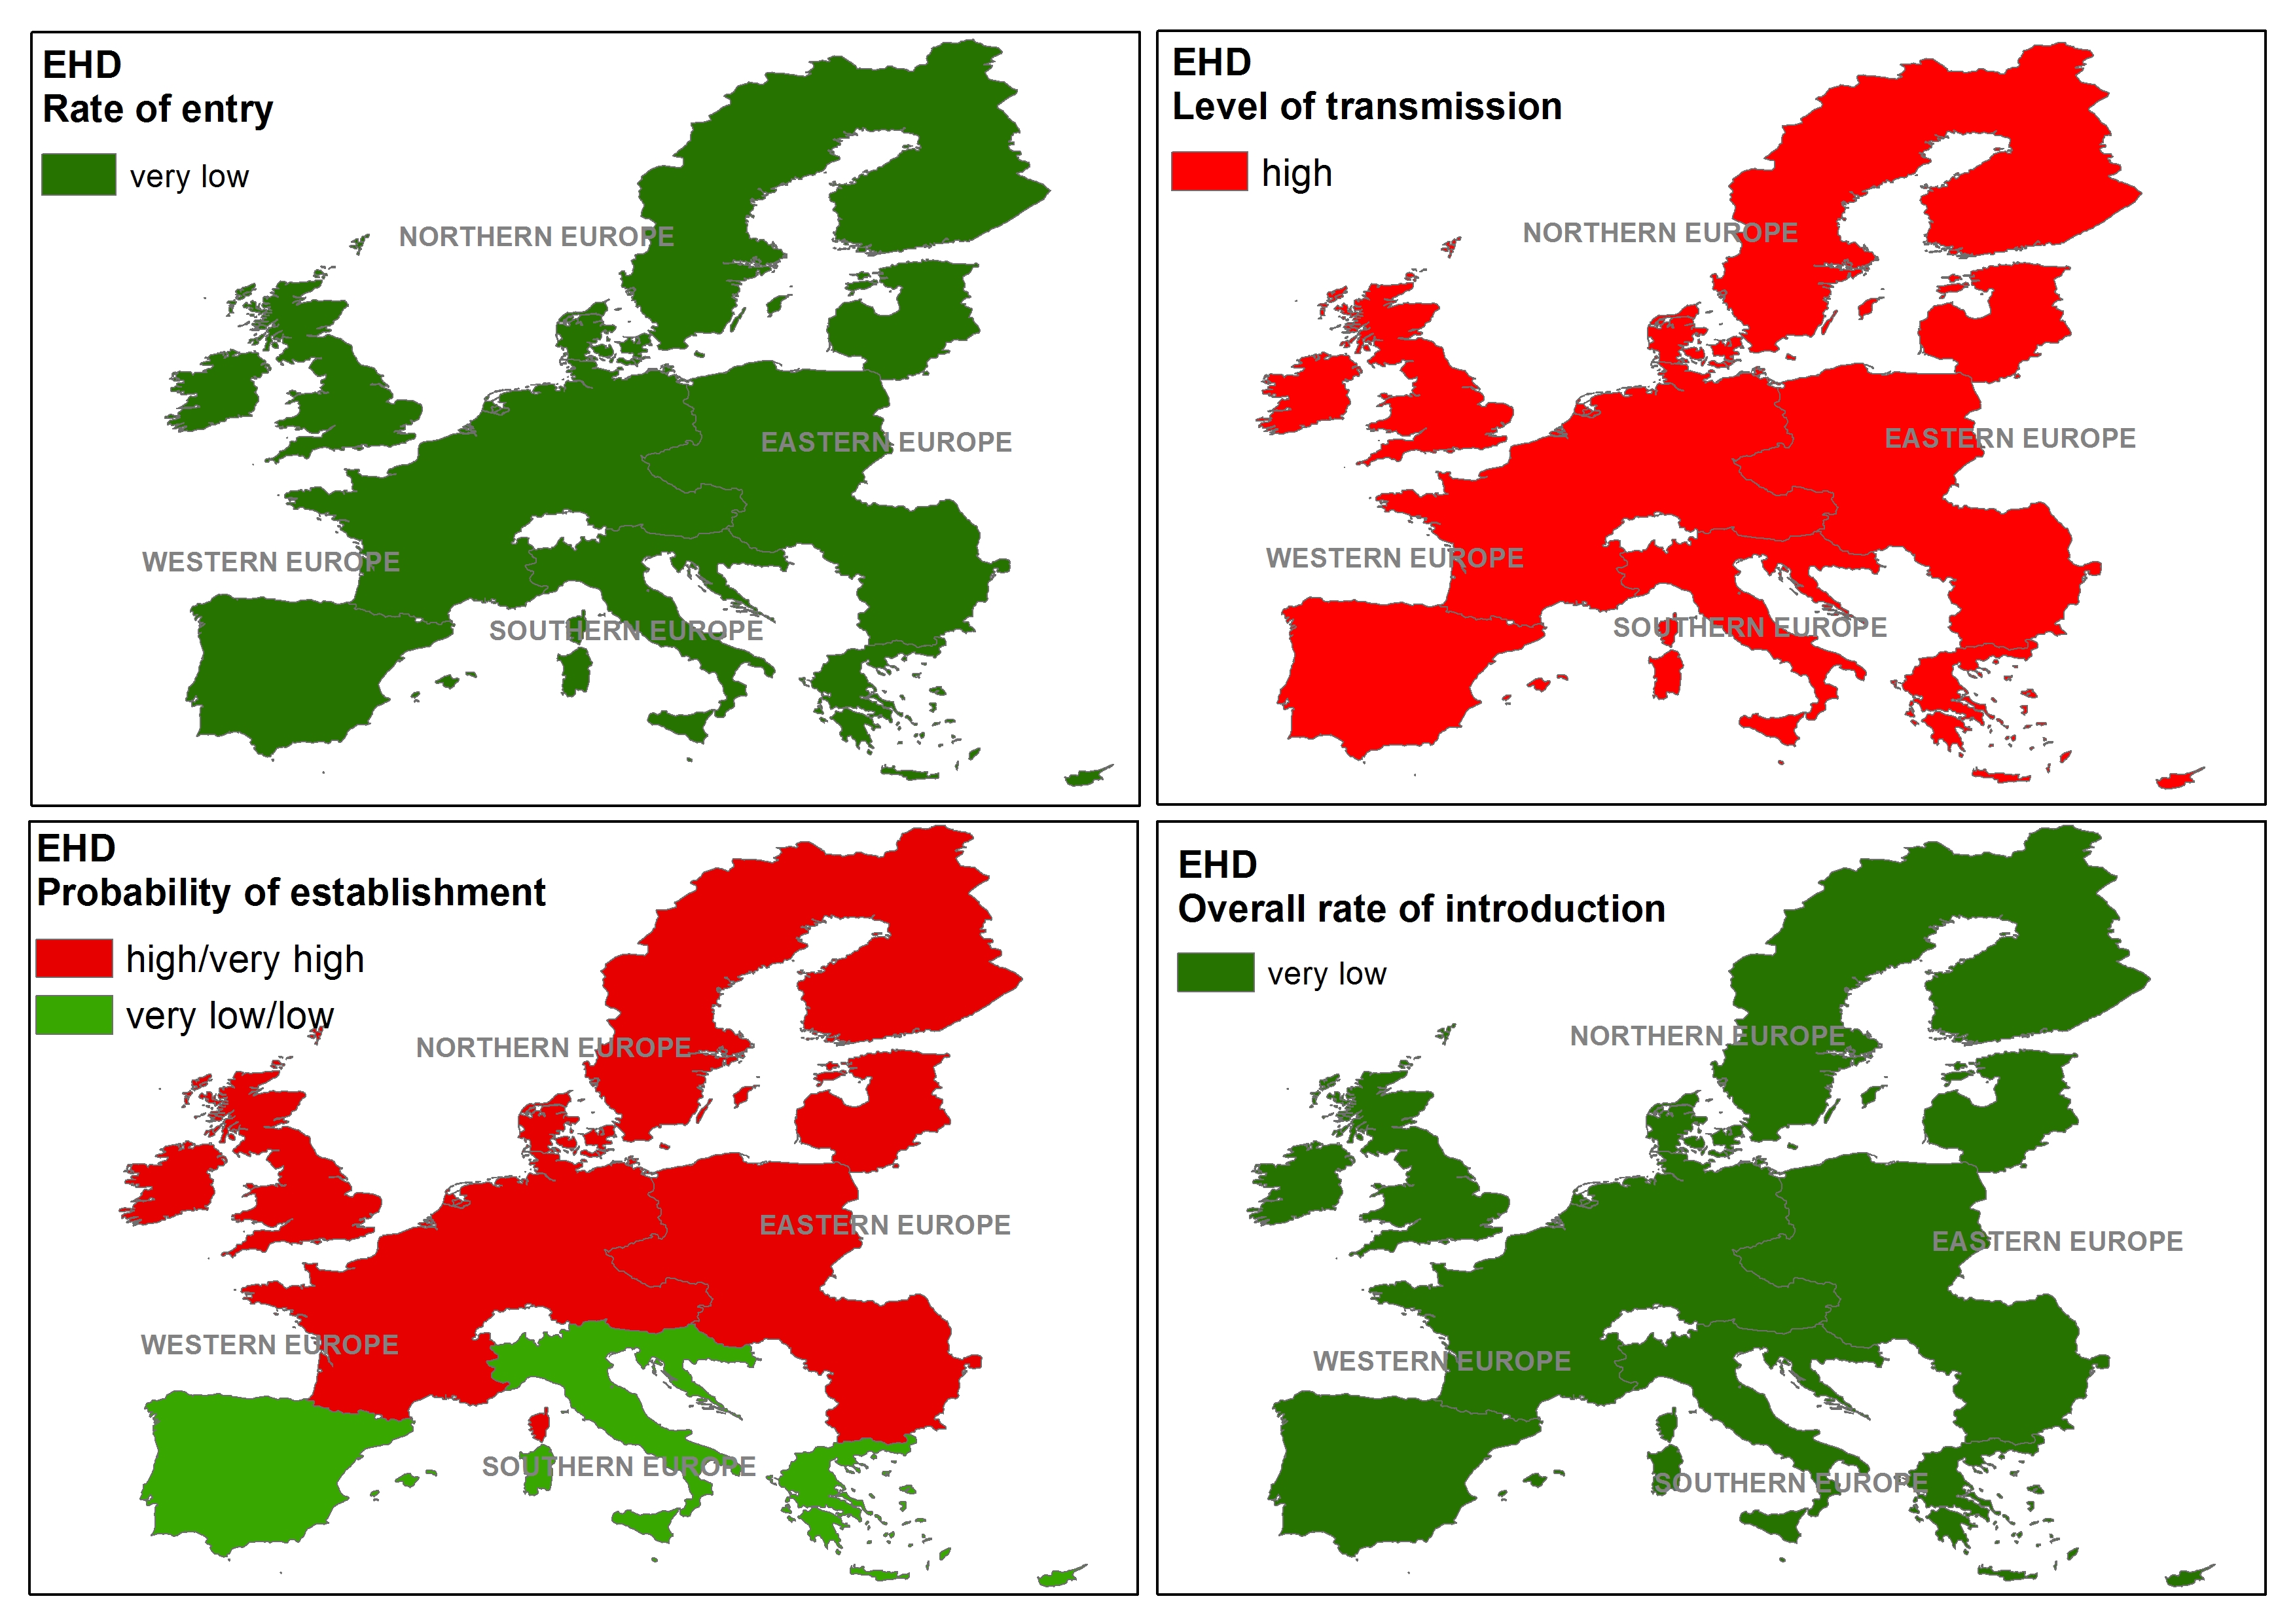 EHD
Rate of entry
very low
NORTHERN EUROPE
EASTERN EUROPE
WESTERN EUROPE
SOUTHERN EUROPE
EHD
Level of transmission
high
NORTHERN EUROPE
EASTERN EUROPE
WESTERN EUROPE
SOUTHERN EUROPE
EHD
Probability of establishment
high/very high
very low/low
NORTHERN EUROPE
EASTERN EUROPE
WESTERN EUROPE
SOUTHERN EUROPE
EHD
Overall rate of introduction
very low
NORTHERN EUROPE
EASTERN EUROPE
WESTERN EUROPE
SOUTHERN EUROPE